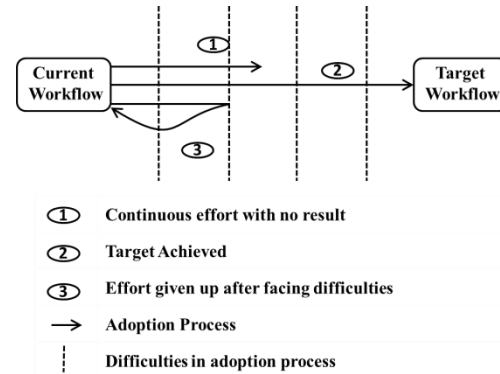 1
2
Current
Workflow
Target
Workflow
3
1 Continuous effort with no result
2 Target Achieved
3 Effort given up after facing difficulties
Adoption Process
Difficulties in adoption process